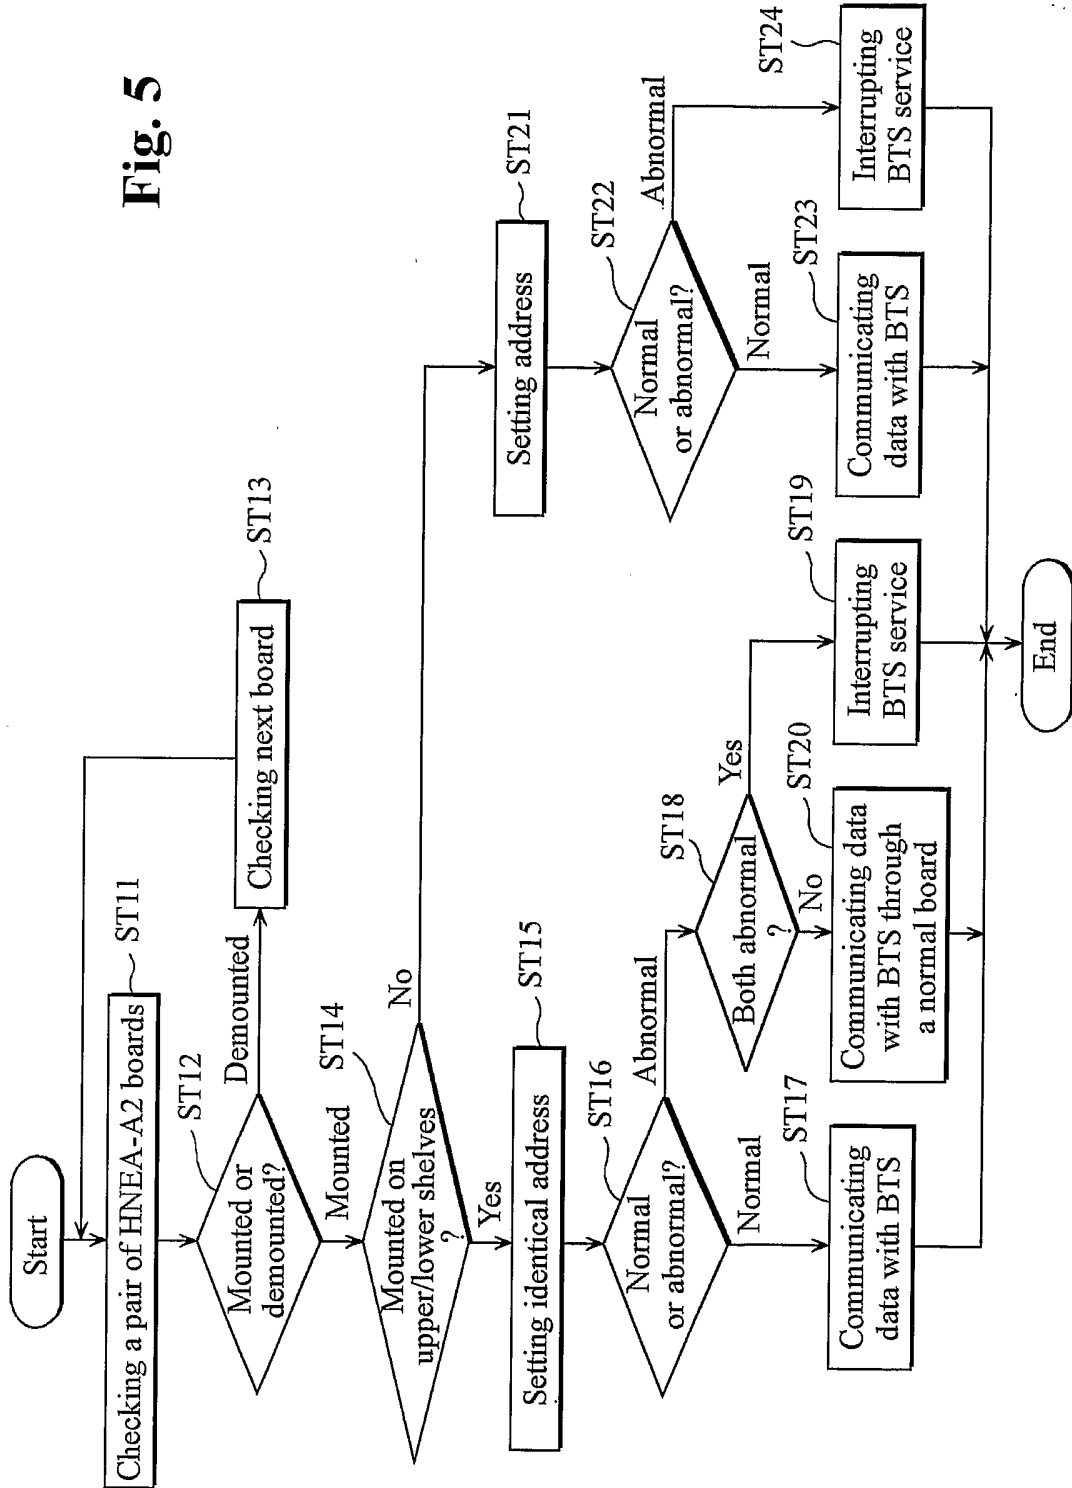 Fig. 5
Start
Checking a pair of HNEA-A2 boards
ST11
Mounted or
demounted?
ST12
Demounted
Checking next board
ST13
Mounted
Mounted on
upper/lower shelves
?
ST14
No
Yes
Setting identical address
ST15
Setting address
ST21
Normal
or abnormal?
ST16
Abnormal
Normal
Both abnormal
?
ST18
Yes
No
Normal
or abnormal?
ST22
Abnormal
Normal
Communicating
data with BTS
ST17
Communicating data
with BTS through
a normal board
ST20
Interrupting
BTS service
ST19
Communicating
data with BTS
ST23
Interrupting
BTS service
ST24
End